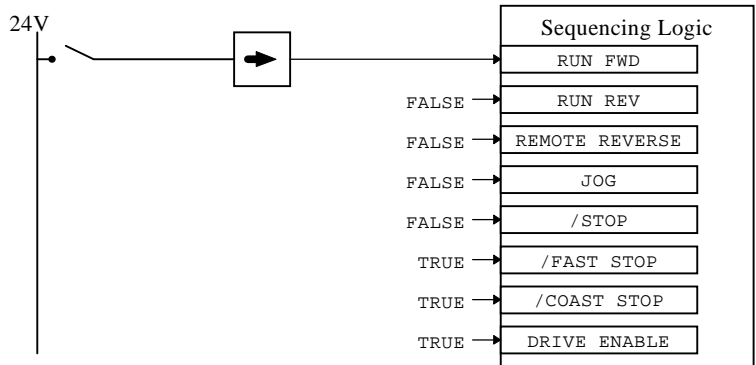 24V
Sequencing Logic
RUN FWD
FALSE RUN REV
FALSE REMOTE REVERSE
FALSE JOG
FALSE /STOP
TRUE /FAST STOP
TRUE /COAST STOP
TRUE DRIVE ENABLE